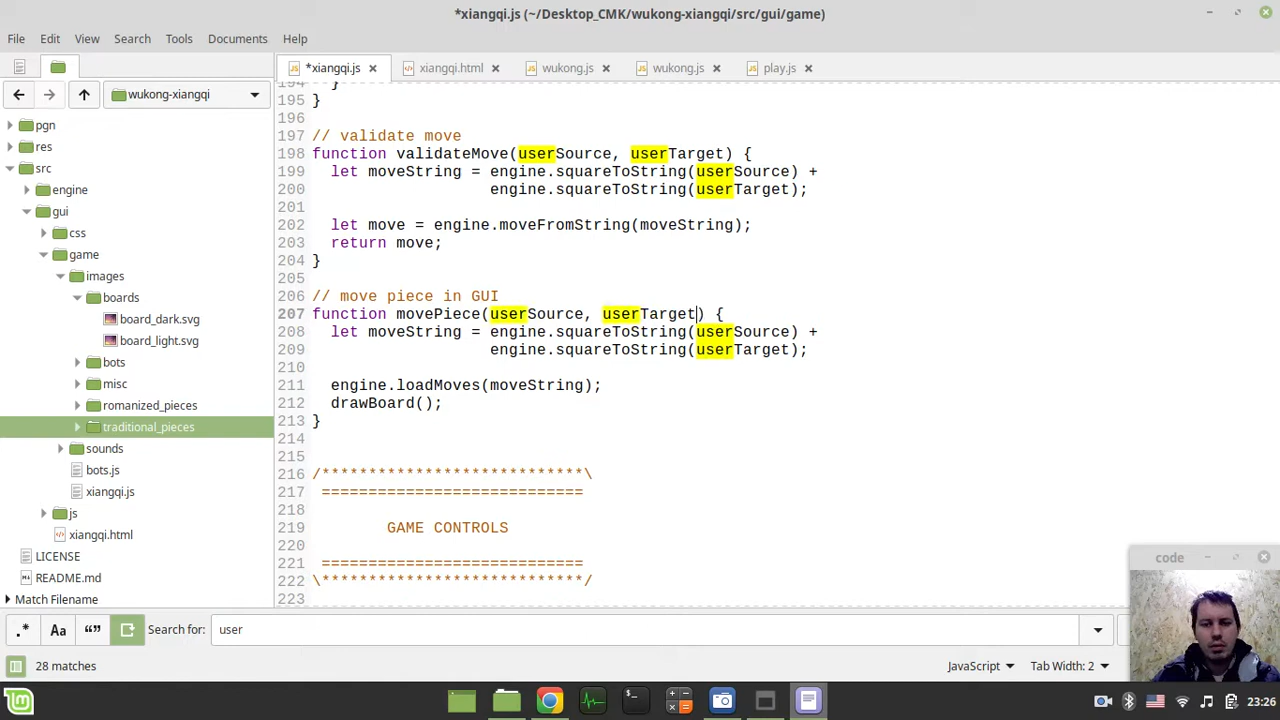 *xiangqi.js (~/Desktop_CMK/wukong-xiangqi/src/gui/game)
File Edit View Search Tools Documents Help
*xiangqi.js xiangqi.html wukong.js wukong.js play.js
wukong-xiangqi
pgn
res
src
engine
gui
css
game
images
boards
board_dark.svg
board_light.svg
bots
misc
romanized_pieces
traditional_pieces
sounds
bots.js
xiangqi.js
js
xiangqi.html
LICENSE
README.md
Match Filename
194 }
195 }
196
197 // validate move
198 function validateMove(userSource, userTarget) {
199 let moveString = engine.squareToString(userSource) +
200 engine.squareToString(userTarget);
201
202 let move = engine.moveFromString(moveString);
203 return move;
204 }
205
206 // move piece in GUI
207 function movePiece(userSource, userTarget) {
208 let moveString = engine.squareToString(userSource) +
209 engine.squareToString(userTarget);
210
211 engine.loadMoves(moveString);
212 drawBoard();
213 }
214
215
216 /****************************\
217 ============================
218
219 GAME CONTROLS
220
221 ============================
222 \****************************/
223
code
.* Aa “” Search for: user
28 matches JavaScript Tab Width: 2
23:26